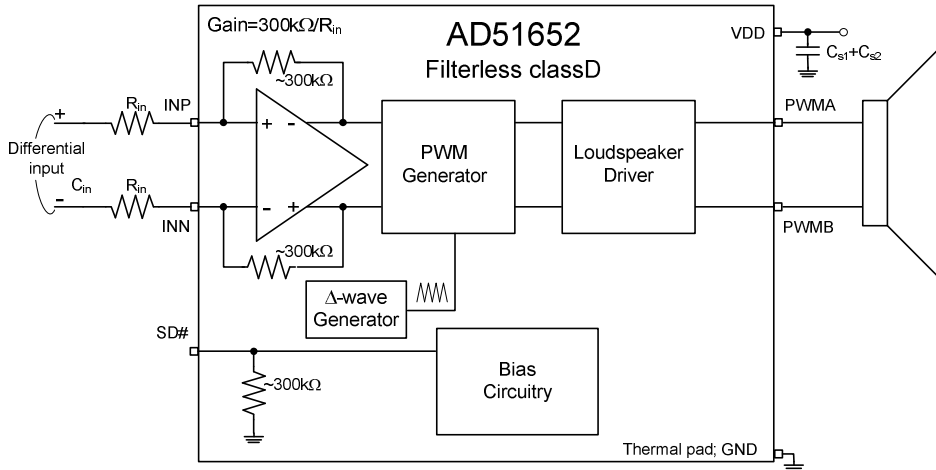 Gain=300kΩ/Rin
AD51652
Filterless classD
VDD
Cs1+Cs2
~300kΩ
Rin
INP
+
-
+
Differential
input
-
Cin
Rin
INN
-
+
~300kΩ
PWM
Generator
Loudspeaker
Driver
PWMA
PWMB
Δ-wave
Generator
SD#
~300kΩ
Bias
Circuitry
Thermal pad; GND